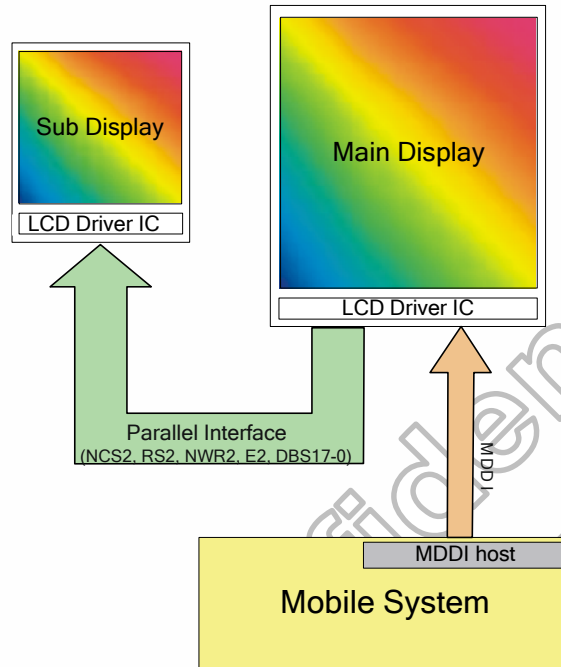 Sub Display
LCD Driver IC
Main Display
LCD Driver IC
Parallel Interface
(NCS2, RS2, NWR2, E2, DBS17-0)
MDDI
MDDI host
Mobile System